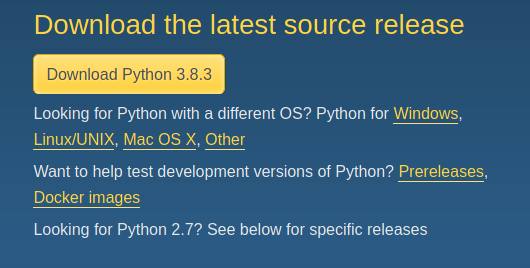 Download the latest source release
Download Python 3.8.3
Looking for Python with a different OS? Python for Windows,
Linux/UNIX, Mac OS X, Other
Want to help test development versions of Python? Prereleases,
Docker images
Looking for Python 2.7? See below for specific releases